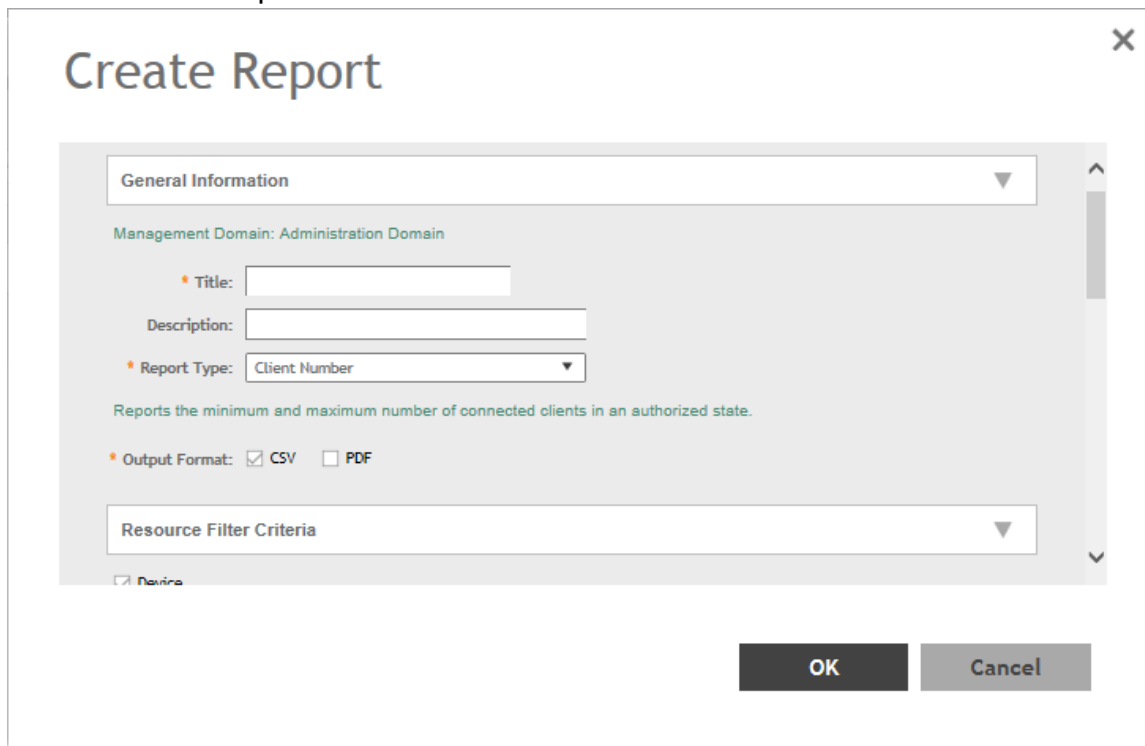 Create Report
General Information
Management Domain: Administration Domain
* Title:
Description:
* Report Type: Client Number
Reports the minimum and maximum number of connected clients in an authorized state.
* Output Format: CSV PDF
Resource Filter Criteria
Device
OK Cancel